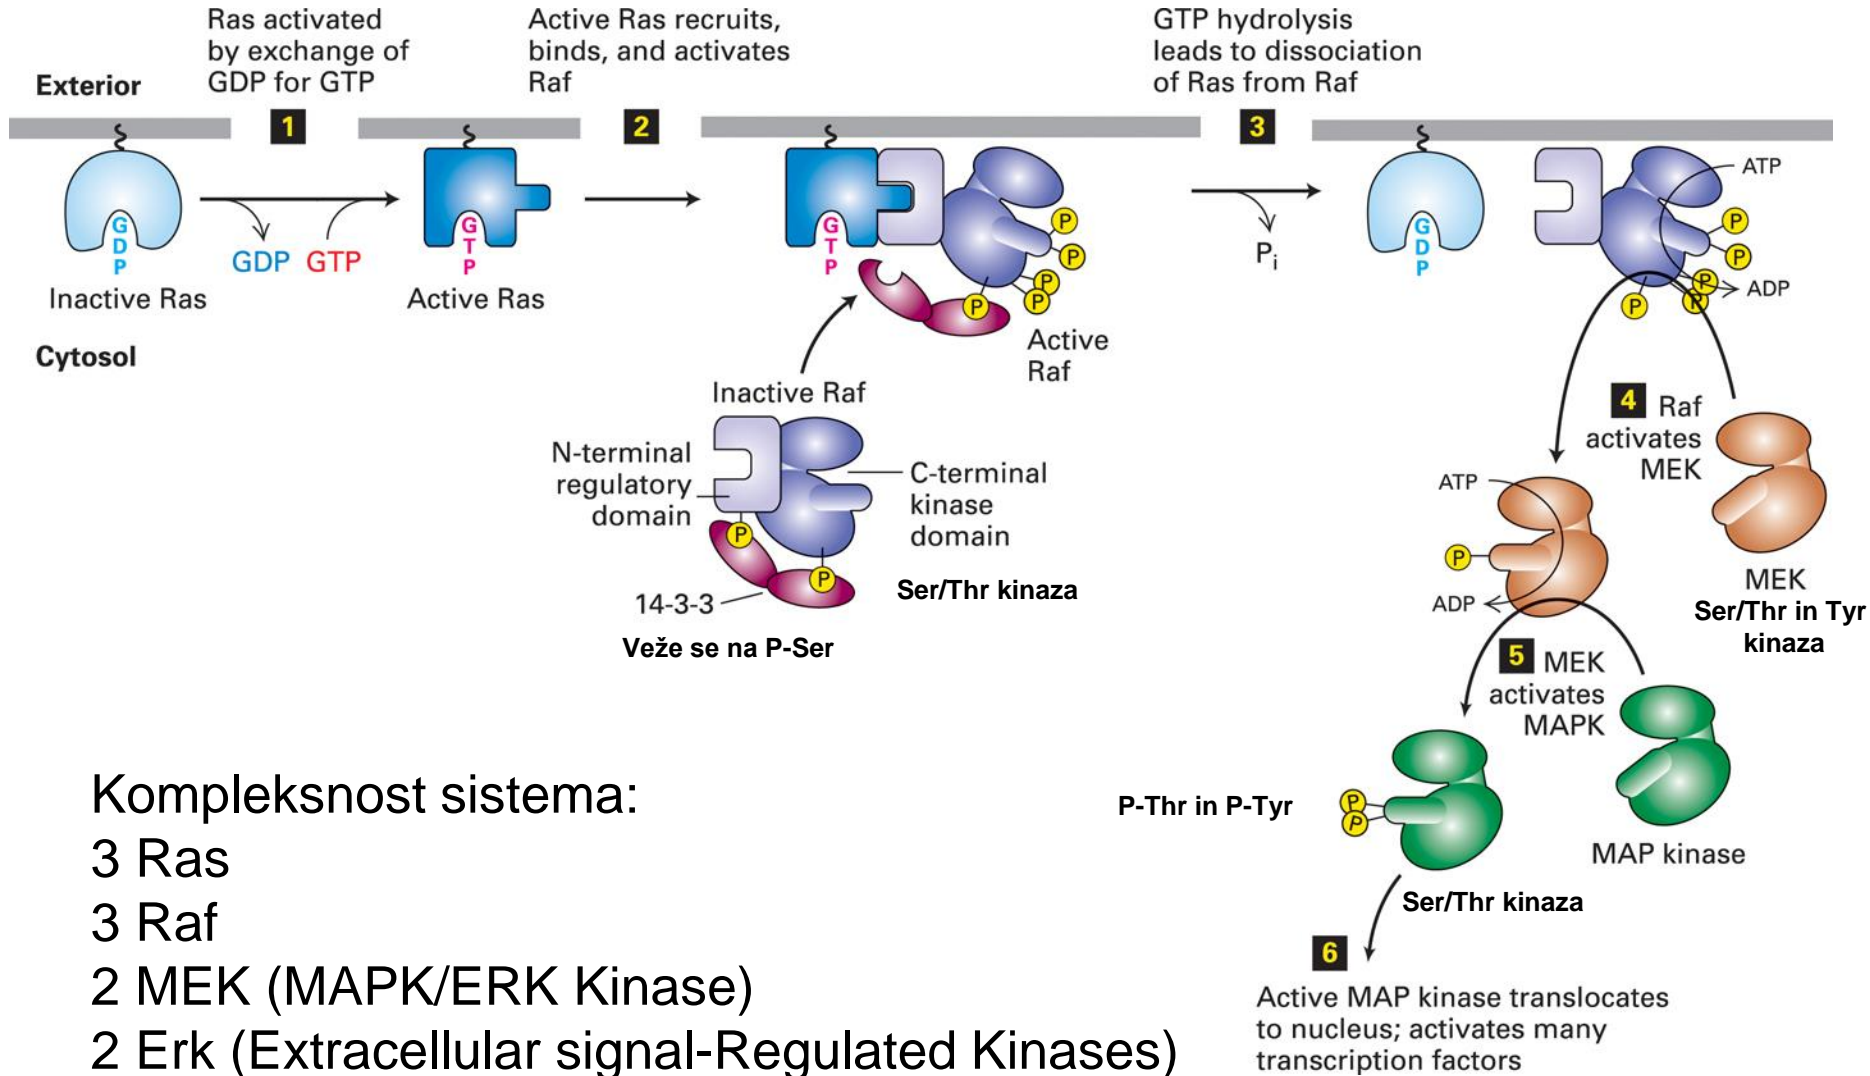 Ras activated
by exchange of
GDP for GTP
Active Ras recruits,
binds, and activates
Raf
GTP hydrolysis
leads to dissociation
of Ras from Raf
Exterior
1
2
3
G
D
P
GDP GTP
Inactive Ras
G
T
P
Active Ras
G
T
P
P
P
P
P
P
Active
Raf
Pi
G
D
P
ATP
P
P
P
P
P
ADP
Cytosol
Inactive Raf
N-terminal
regulatory
domain
C-terminal
kinase
domain
P
P
14-3-3
Ser/Thr kinaza
Veže se na P-Ser
4 Raf
activates
MEK
ATP
P
ADP
MEK
Ser/Thr in Tyr
kinaza
5 MEK
activates
MAPK
P-Thr in P-Tyr
P
P
MAP kinase
Ser/Thr kinaza
6
Active MAP kinase translocates
to nucleus; activates many
transcription factors
Kompleksnost sistema:
3 Ras
3 Raf
2 MEK (MAPK/ERK Kinase)
2 Erk (Extracellular signal-Regulated Kinases)